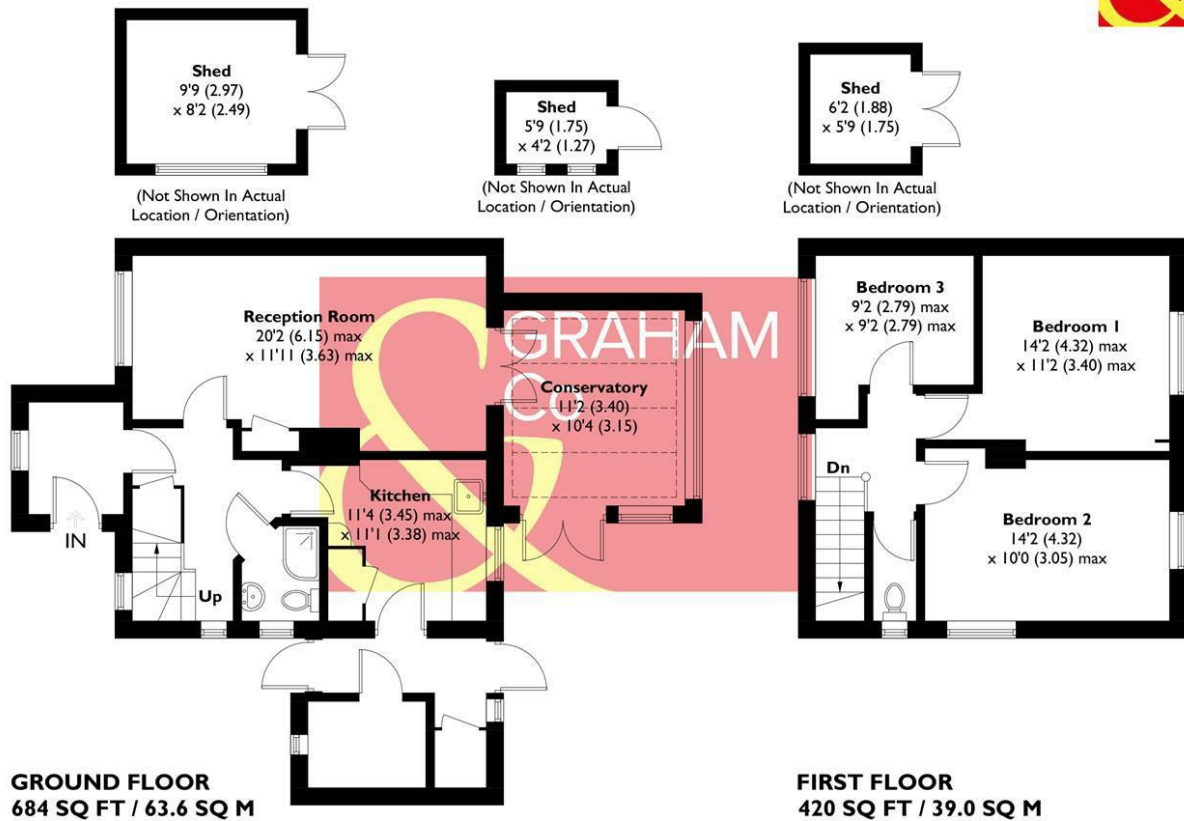 Shed
9'9 (2.97)
x 8'2 (2.49)
(Not Shown In Actual
Location / Orientation)
Shed
5'9 (1.75)
x 4'2 (1.27)
(Not Shown In Actual
Location / Orientation)
Shed
6'2 (1.88)
x 5'9 (1.75)
(Not Shown In Actual
Location / Orientation)
Reception Room
20'2 (6.15) max
x 11'11 (3.63) max
& GRAHAM
Co
Conservatory
11'2 (3.40)
x 10'4 (3.15)
Kitchen
11'4 (3.45) max
x 11'1 (3.38) max
IN
Up
Bedroom 3
9'2 (2.79) max
x 9'2 (2.79) max
Bedroom 1
14'2 (4.32) max
x 11'2 (3.40) max
Dn
Bedroom 2
14'2 (4.32)
x 10'0 (3.05) max
GROUND FLOOR
684 SQ FT / 63.6 SQ M
FIRST FLOOR
420 SQ FT / 39.0 SQ M